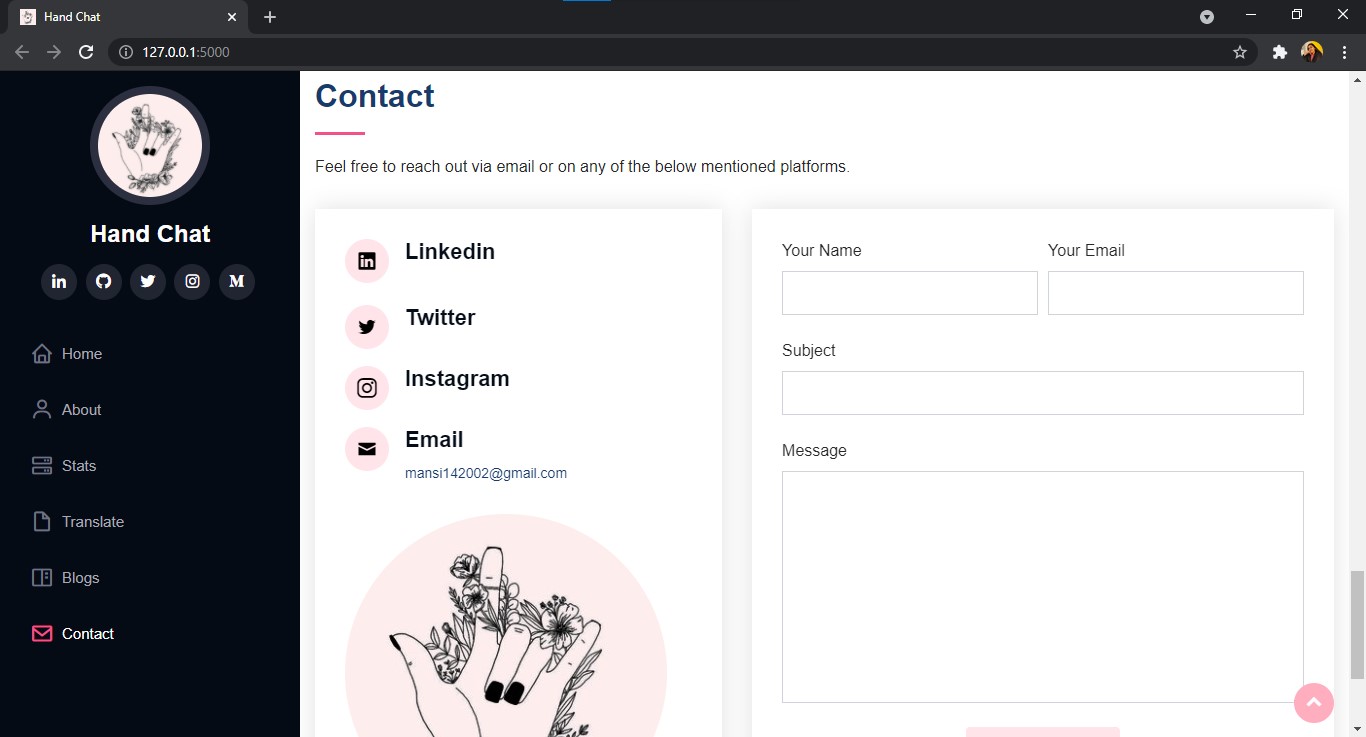 Hand Chat
127.0.0.1:5000
Hand Chat
in
M
Home
About
Stats
Translate
Blogs
Contact
Contact
Feel free to reach out via email or on any of the below mentioned platforms.
in
Linkedin
Twitter
Instagram
Email
mansi142002@gmail.com
Your Name
Your Email
Subject
Message